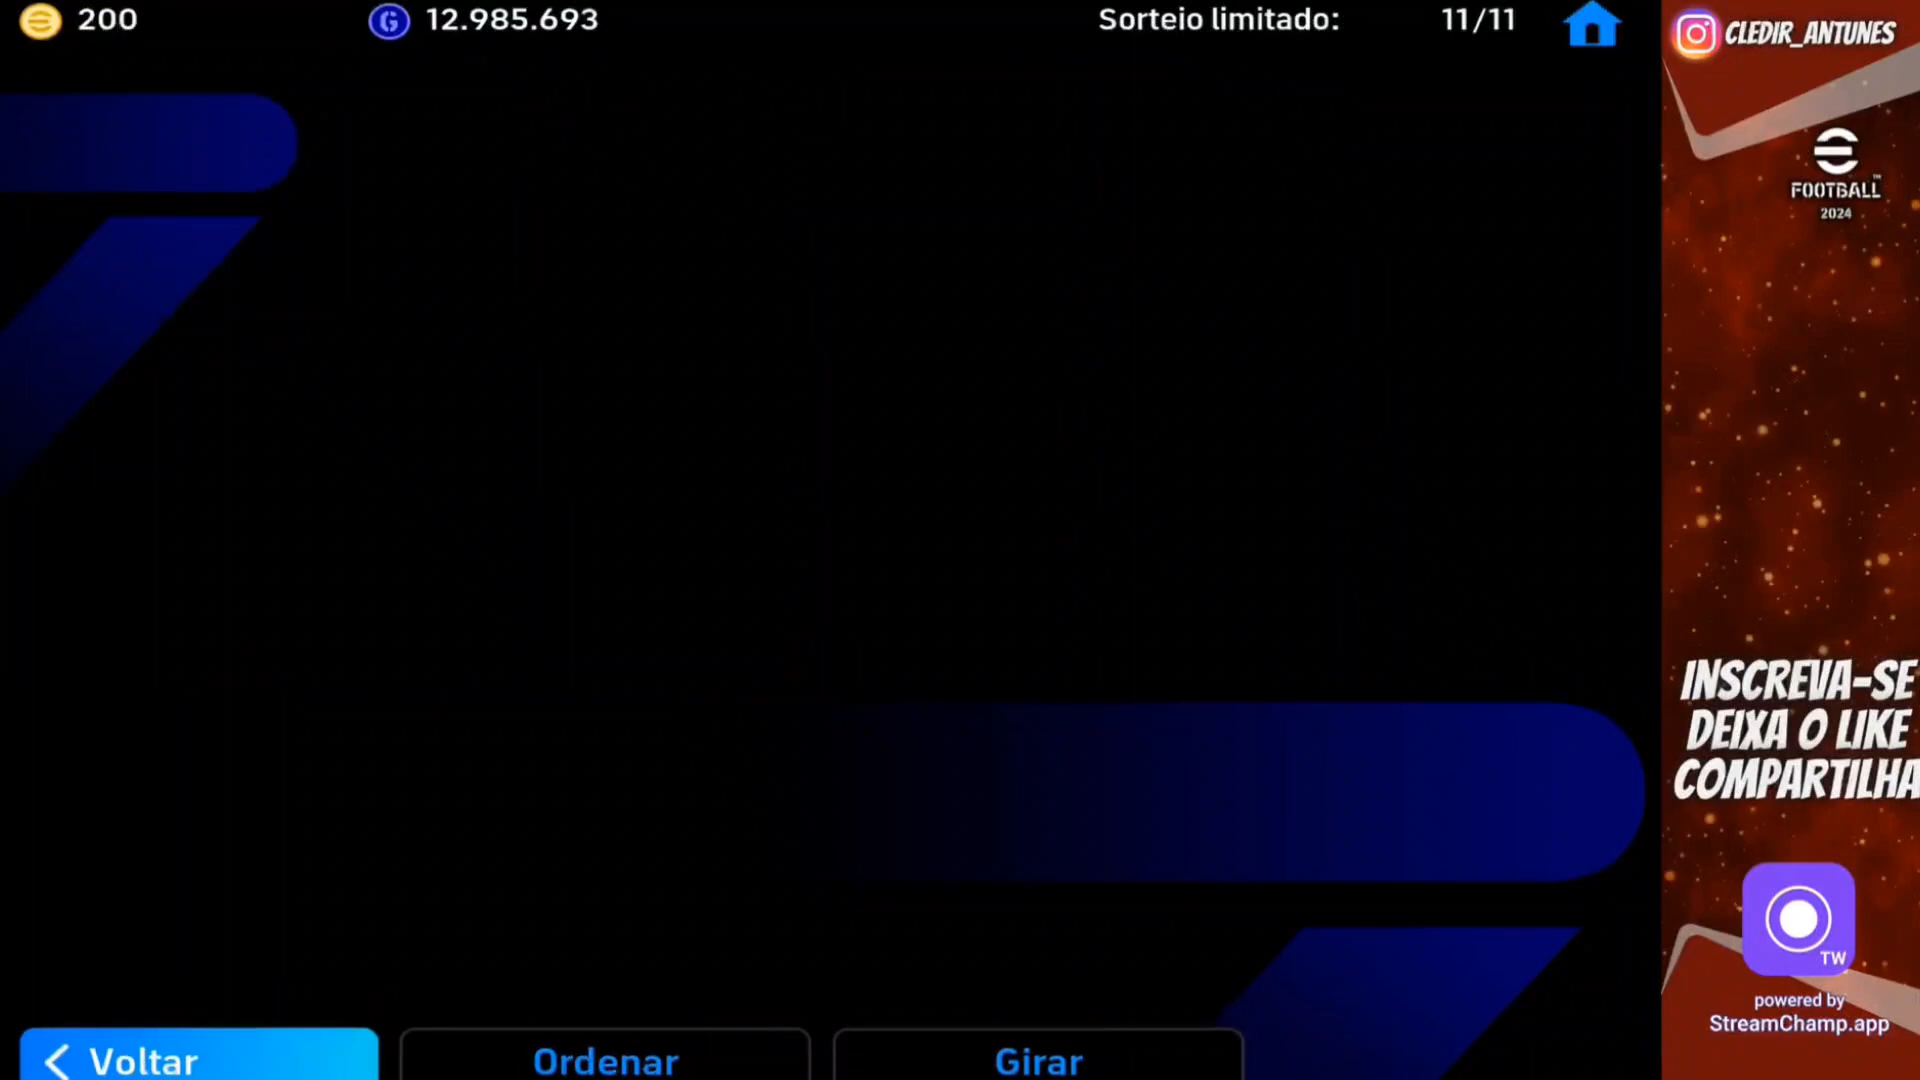 200
12.985.693
Sorteio limitado:
11/11
CLEDIR_ANTUNES
FOOTBALL™
2024
INSCREVA-SE
DEIXA O LIKE
COMPARTILHA
TW
powered by
StreamChamp.app
Voltar
Ordenar
Girar